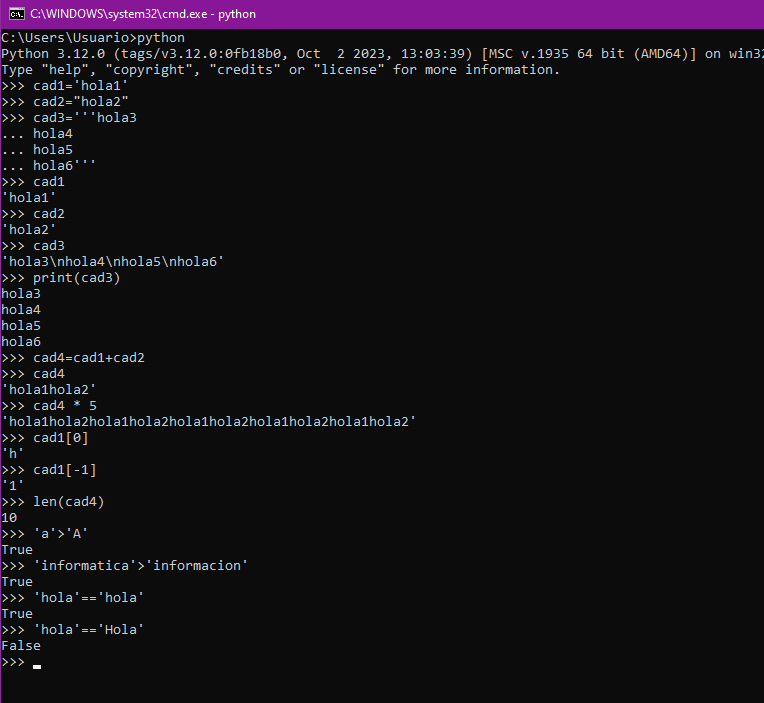 C:\WINDOWS\system32\cmd.exe - python
C:\Users\Usuario>python
Python 3.12.0 (tags/v3.12.0:0fb18b0, Oct  2 2023, 13:03:39) [MSC v.1935 64 bit (AMD64)] on win32
Type "help", "copyright", "credits" or "license" for more information.
>>> cad1='hola1'
>>> cad2="hola2"
>>> cad3='''hola3
... hola4
... hola5
... hola6'''
>>> cad1
'hola1'
>>> cad2
'hola2'
>>> cad3
'hola3\nhola4\nhola5\nhola6'
>>> print(cad3)
hola3
hola4
hola5
hola6
>>> cad4=cad1+cad2
>>> cad4
'hola1hola2'
>>> cad4 * 5
'hola1hola2hola1hola2hola1hola2hola1hola2hola1hola2'
>>> cad1[0]
'h'
>>> cad1[-1]
'1'
>>> len(cad4)
10
>>> 'a'>'A'
True
>>> 'informatica'>'informacion'
True
>>> 'hola'=='hola'
True
>>> 'hola'=='Hola'
False
>>>